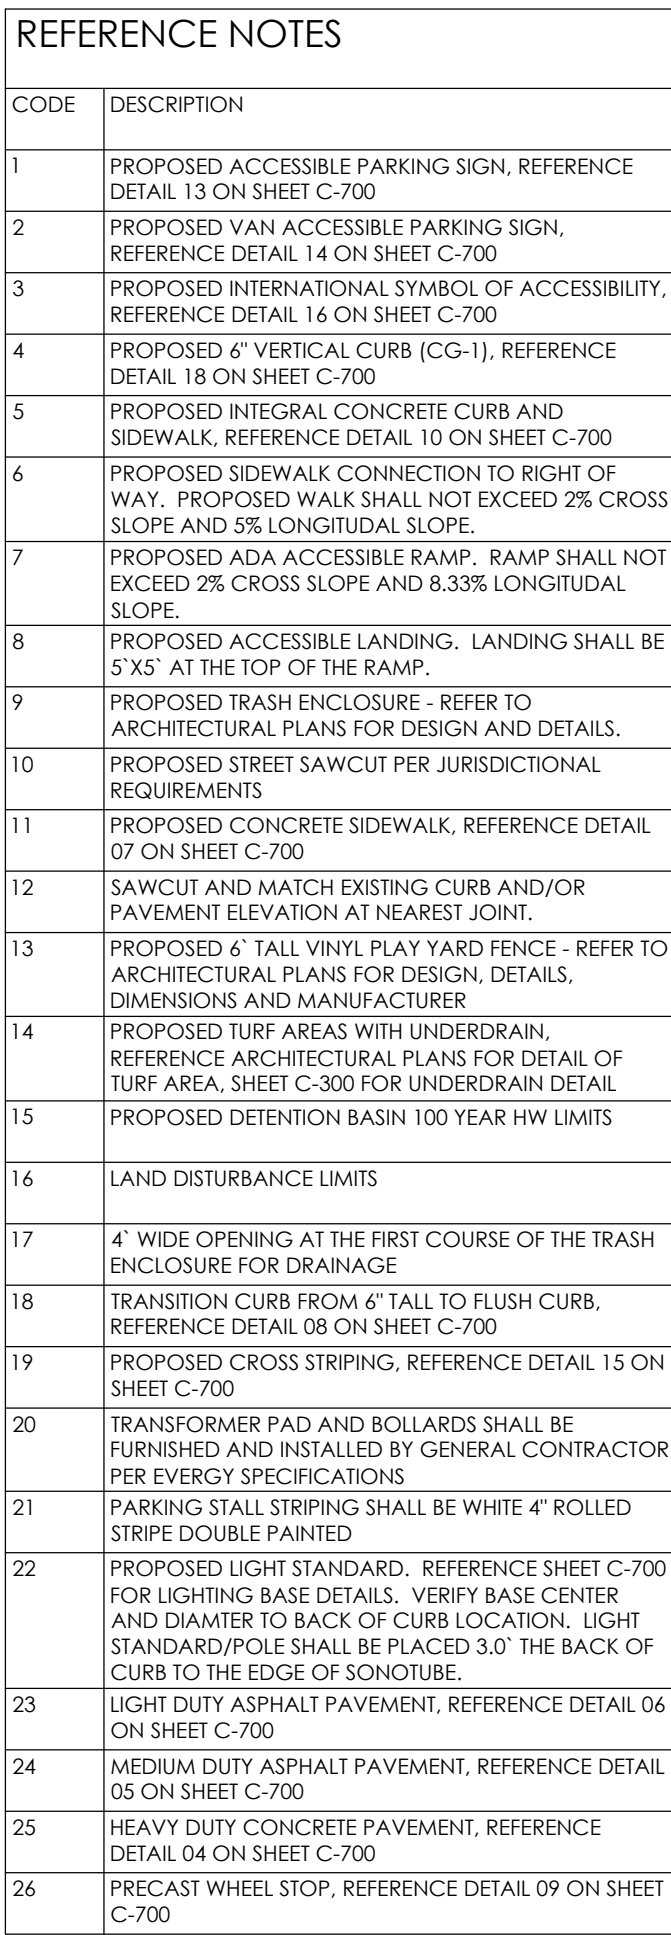 REFERENCE NOTES
CODE DESCRIPTION
1 PROPOSED ACCESSIBLE PARKING SIGN, REFERENCE
DETAIL 13 ON SHEET C-700
2 PROPOSED VAN ACCESSIBLE PARKING SIGN,
REFERENCE DETAIL 14 ON SHEET C-700
3 PROPOSED INTERNATIONAL SYMBOL OF ACCESSIBILITY,
REFERENCE DETAIL 16 ON SHEET C-700
4 PROPOSED 6" VERTICAL CURB (CG-1), REFERENCE
DETAIL 18 ON SHEET C-700
5 PROPOSED INTEGRAL CONCRETE CURB AND
SIDEWALK, REFERENCE DETAIL 10 ON SHEET C-700
6 PROPOSED SIDEWALK CONNECTION TO RIGHT OF
WAY. PROPOSED WALK SHALL NOT EXCEED 2% CROSS
SLOPE AND 5% LONGITUDAL SLOPE.
7 PROPOSED ADA ACCESSIBLE RAMP. RAMP SHALL NOT
EXCEED 2% CROSS SLOPE AND 8.33% LONGITUDAL
SLOPE.
8 PROPOSED ACCESSIBLE LANDING. LANDING SHALL BE
5`X5` AT THE TOP OF THE RAMP.
9 PROPOSED TRASH ENCLOSURE - REFER TO
ARCHITECTURAL PLANS FOR DESIGN AND DETAILS.
10 PROPOSED STREET SAWCUT PER JURISDICTIONAL
REQUIREMENTS
11 PROPOSED CONCRETE SIDEWALK, REFERENCE DETAIL
07 ON SHEET C-700
12 SAWCUT AND MATCH EXISTING CURB AND/OR
PAVEMENT ELEVATION AT NEAREST JOINT.
13 PROPOSED 6` TALL VINYL PLAY YARD FENCE - REFER TO
ARCHITECTURAL PLANS FOR DESIGN, DETAILS,
DIMENSIONS AND MANUFACTURER
14 PROPOSED TURF AREAS WITH UNDERDRAIN,
REFERENCE ARCHITECTURAL PLANS FOR DETAIL OF
TURF AREA, SHEET C-300 FOR UNDERDRAIN DETAIL
15 PROPOSED DETENTION BASIN 100 YEAR HW LIMITS
16 LAND DISTURBANCE LIMITS
17 4` WIDE OPENING AT THE FIRST COURSE OF THE TRASH
ENCLOSURE FOR DRAINAGE
18 TRANSITION CURB FROM 6" TALL TO FLUSH CURB,
REFERENCE DETAIL 08 ON SHEET C-700
19 PROPOSED CROSS STRIPING, REFERENCE DETAIL 15 ON
SHEET C-700
20 TRANSFORMER PAD AND BOLLARDS SHALL BE
FURNISHED AND INSTALLED BY GENERAL CONTRACTOR
PER EVERGY SPECIFICATIONS
21 PARKING STALL STRIPING SHALL BE WHITE 4" ROLLED
STRIPE DOUBLE PAINTED
22 PROPOSED LIGHT STANDARD. REFERENCE SHEET C-700
FOR LIGHTING BASE DETAILS. VERIFY BASE CENTER
AND DIAMTER TO BACK OF CURB LOCATION. LIGHT
STANDARD/POLE SHALL BE PLACED 3.0` THE BACK OF
CURB TO THE EDGE OF SONOTUBE.
23 LIGHT DUTY ASPHALT PAVEMENT, REFERENCE DETAIL 06
ON SHEET C-700
24 MEDIUM DUTY ASPHALT PAVEMENT, REFERENCE DETAIL
05 ON SHEET C-700
25 HEAVY DUTY CONCRETE PAVEMENT, REFERENCE
DETAIL 04 ON SHEET C-700
26 PRECAST WHEEL STOP, REFERENCE DETAIL 09 ON SHEET
C-700